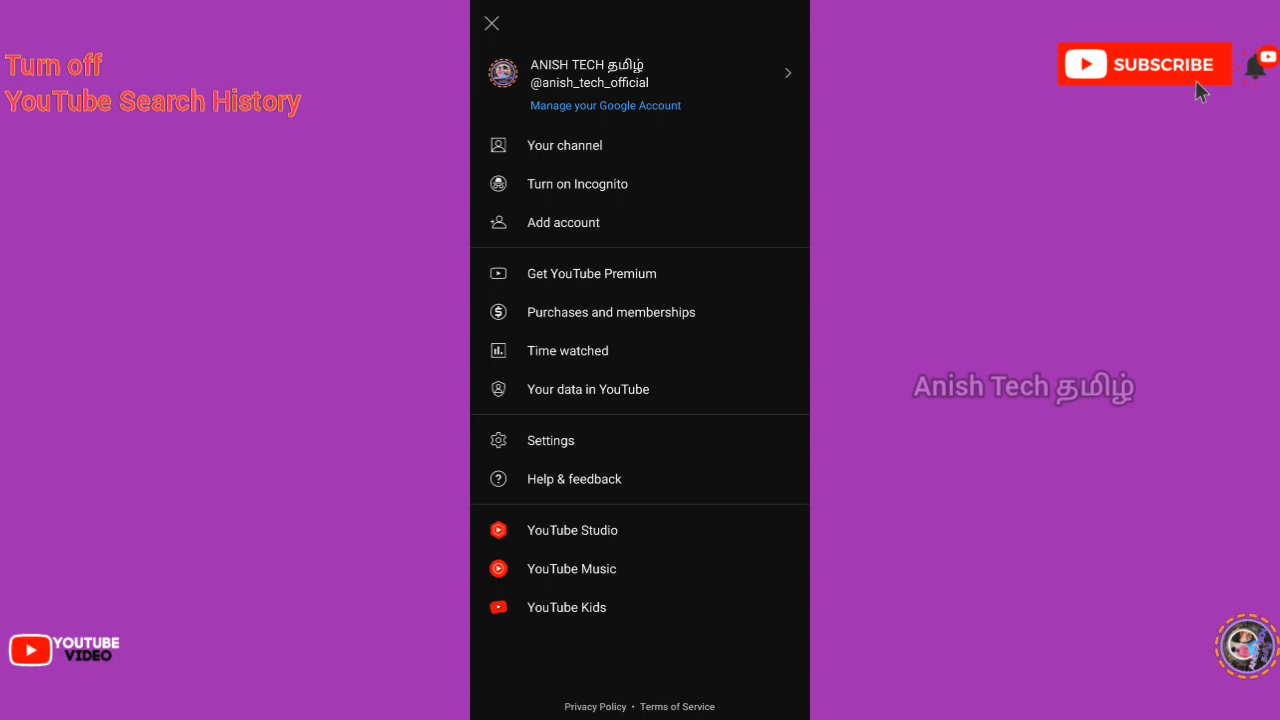 Turn off
YouTube Search History
SUBSCRIBE
ANISH TECH தமிழ்
@anish_tech_official
Manage your Google Account
Your channel
Turn on Incognito
Add account
Get YouTube Premium
Purchases and memberships
Time watched
Your data in YouTube
Settings
Help & feedback
YouTube Studio
YouTube Music
YouTube Kids
Privacy Policy • Terms of Service
Anish Tech தமிழ்
YOUTUBE
VIDEO